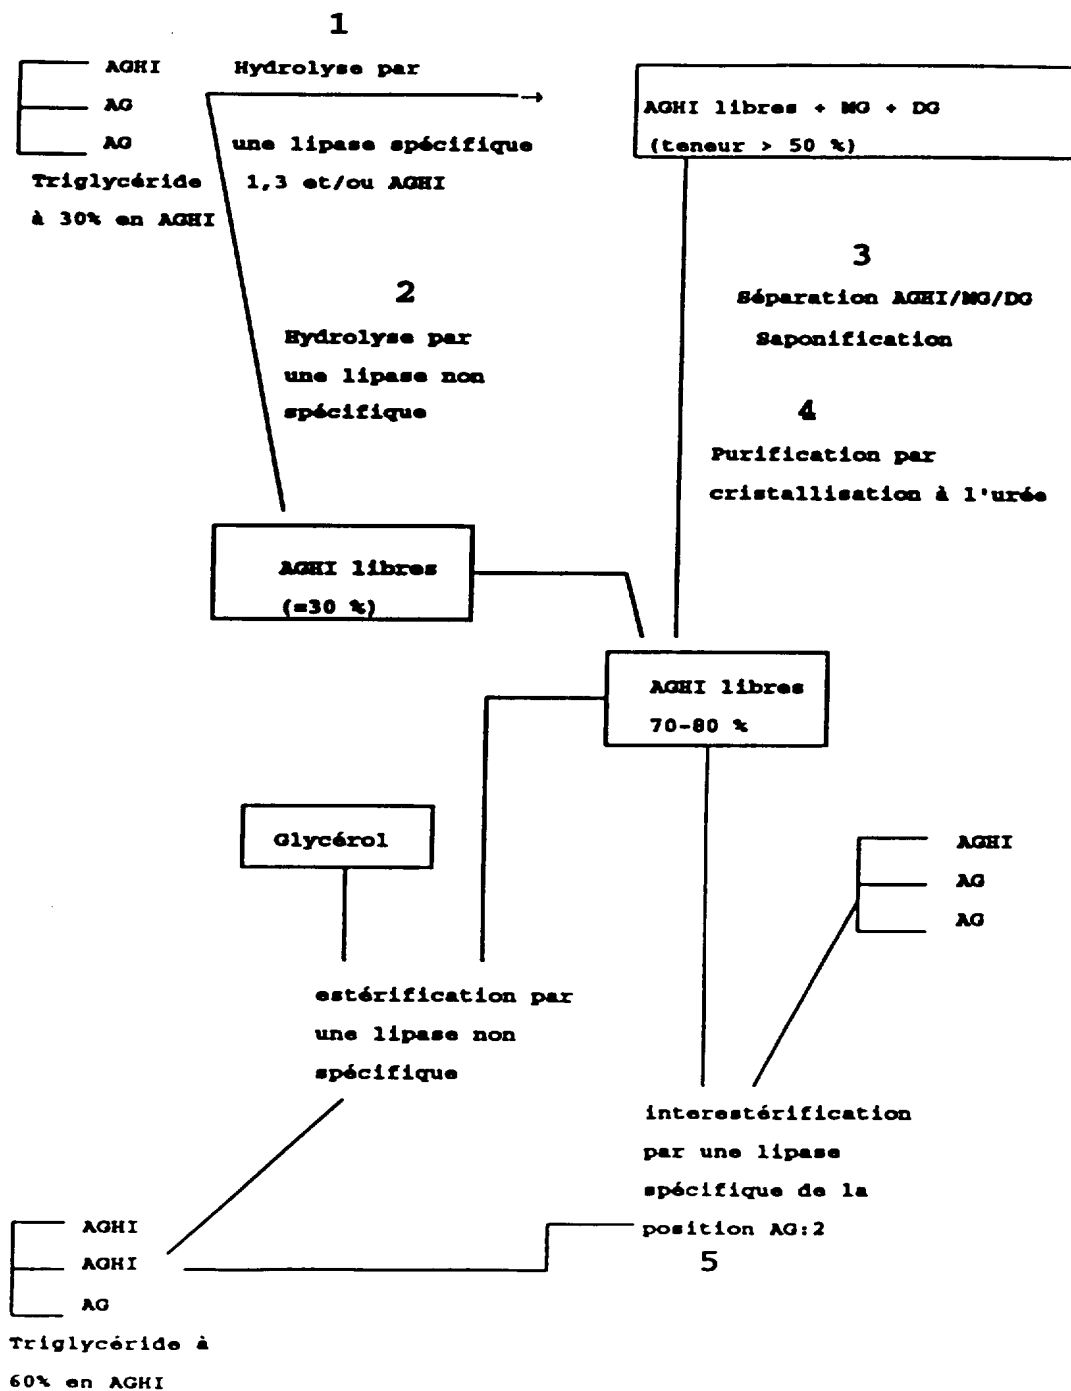 1
AGHI
AG
AG
Triglycéride
à 30% en AGHI
Hydrolyse par
une lipase spécifique
1,3 et/ou AGHI
AGHI libres + MG + DG
(teneur > 50 %)
2
Hydrolyse par
une lipase non
spécifique
3
Séparation AGHI/MG/DG
Saponification
4
Purification par
cristallisation à l'urée
AGHI libres
(=30 %)
AGHI libres
70-80 %
Glycérol
AGHI
AG
AG
estérification par
une lipase non
spécifique
interestérification
par une lipase
spécifique de la
position AG:2
5
AGHI
AGHI
AG
Triglycéride à
60% en AGHI